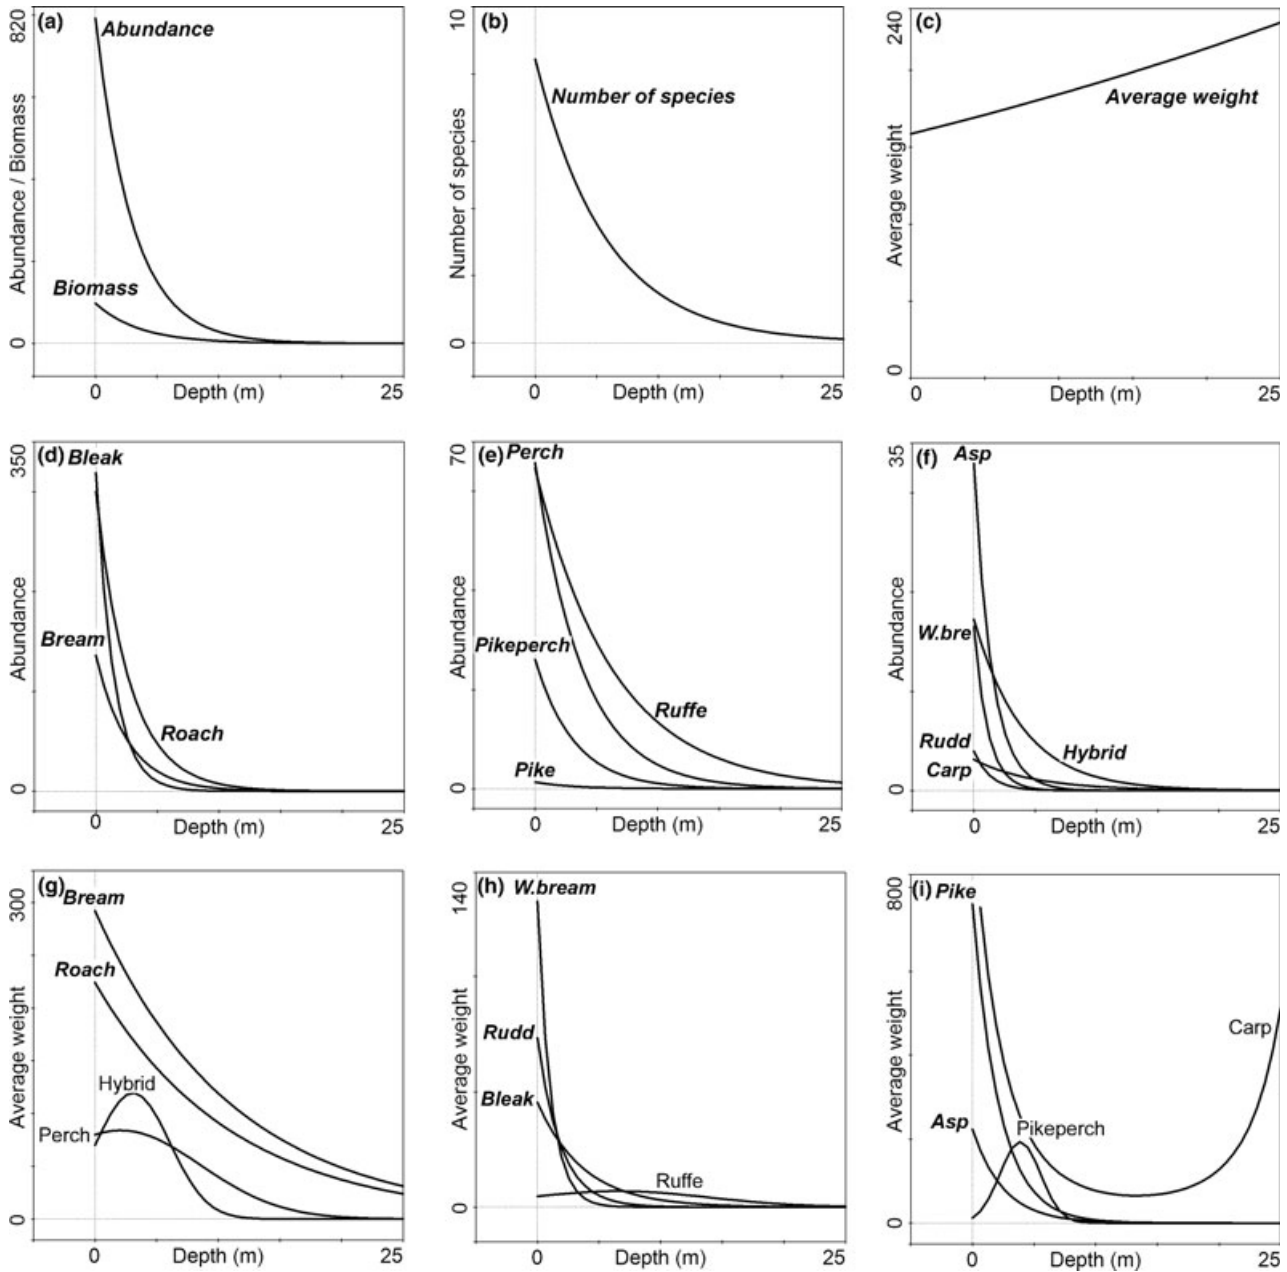 (a)
820
Abundance
Biomass
Abundance / Biomass
0
0
Depth (m)
25
(b)
10
Number of species
Number of species
0
0
Depth (m)
25
(c)
240
Average weight
Average weight
0
0
Depth (m)
25
(d)
350
Bleak
Bream
Roach
Abundance
0
0
Depth (m)
25
(e)
70
Perch
Pikeperch
Ruffe
Pike
Abundance
0
0
Depth (m)
25
(f)
35
Asp
W.bre
Rudd
Carp
Hybrid
Abundance
0
0
Depth (m)
25
(g)
300
Bream
Roach
Hybrid
Perch
Average weight
0
0
Depth (m)
25
(h)
140
W.bream
Rudd
Bleak
Ruffe
Average weight
0
0
Depth (m)
25
(i)
800
Pike
Carp
Asp
Pikeperch
Average weight
0
0
Depth (m)
25